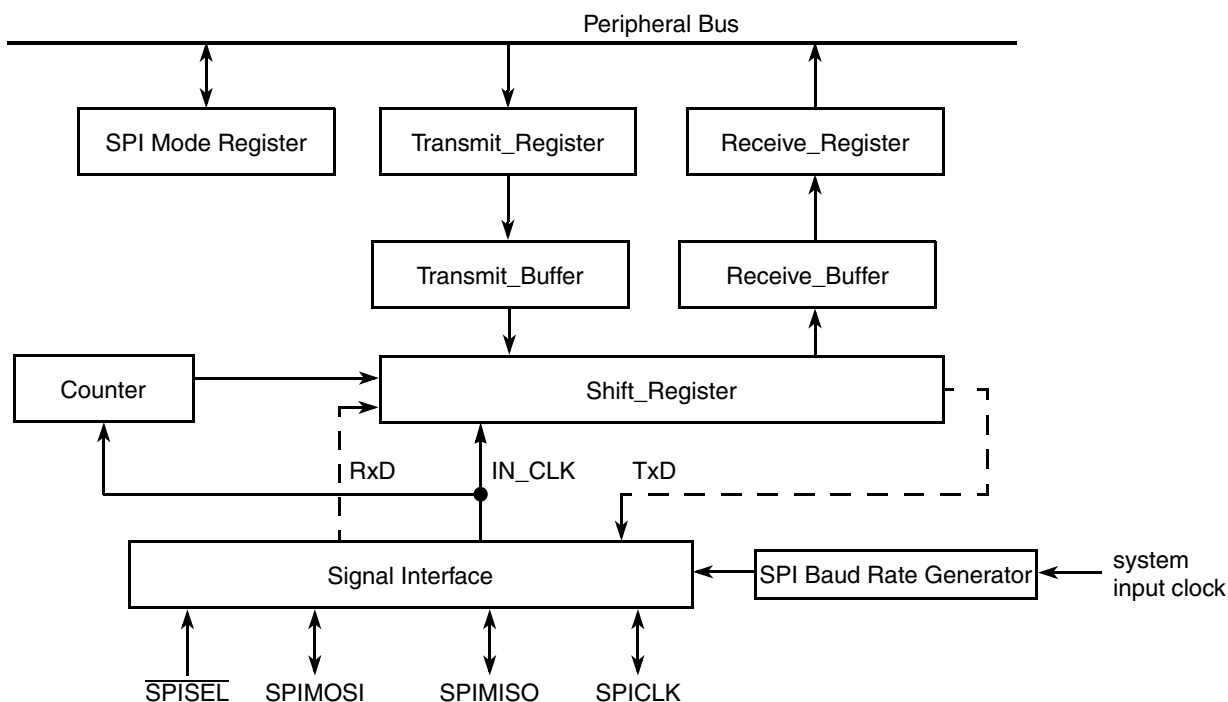 Peripheral Bus
SPI Mode Register
Transmit_Register
Receive_Register
Transmit_Buffer
Receive_Buffer
Counter
Shift_Register
RxD
IN_CLK
TxD
Signal Interface
SPI Baud Rate Generator
system
input clock
SPISEL
SPIMOSI
SPIMISO
SPICLK